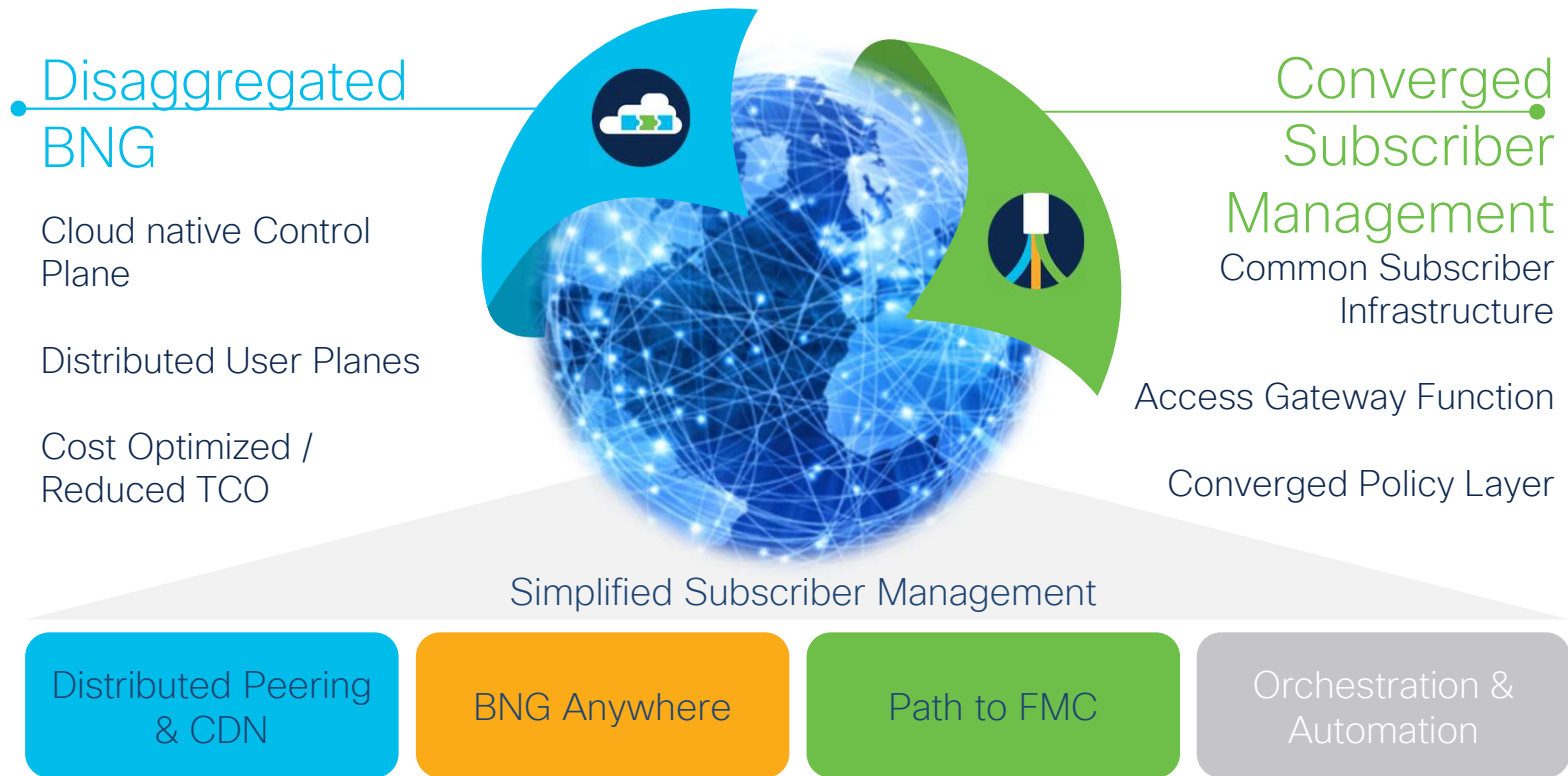 Disaggregated
BNG
Cloud native Control
Plane
Distributed User Planes
Cost Optimized /
Reduced TCO
Converged
Subscriber
Management
Common Subscriber
Infrastructure
Access Gateway Function
Converged Policy Layer
Simplified Subscriber Management
Distributed Peering
& CDN
BNG Anywhere
Path to FMC
Orchestration &
Automation